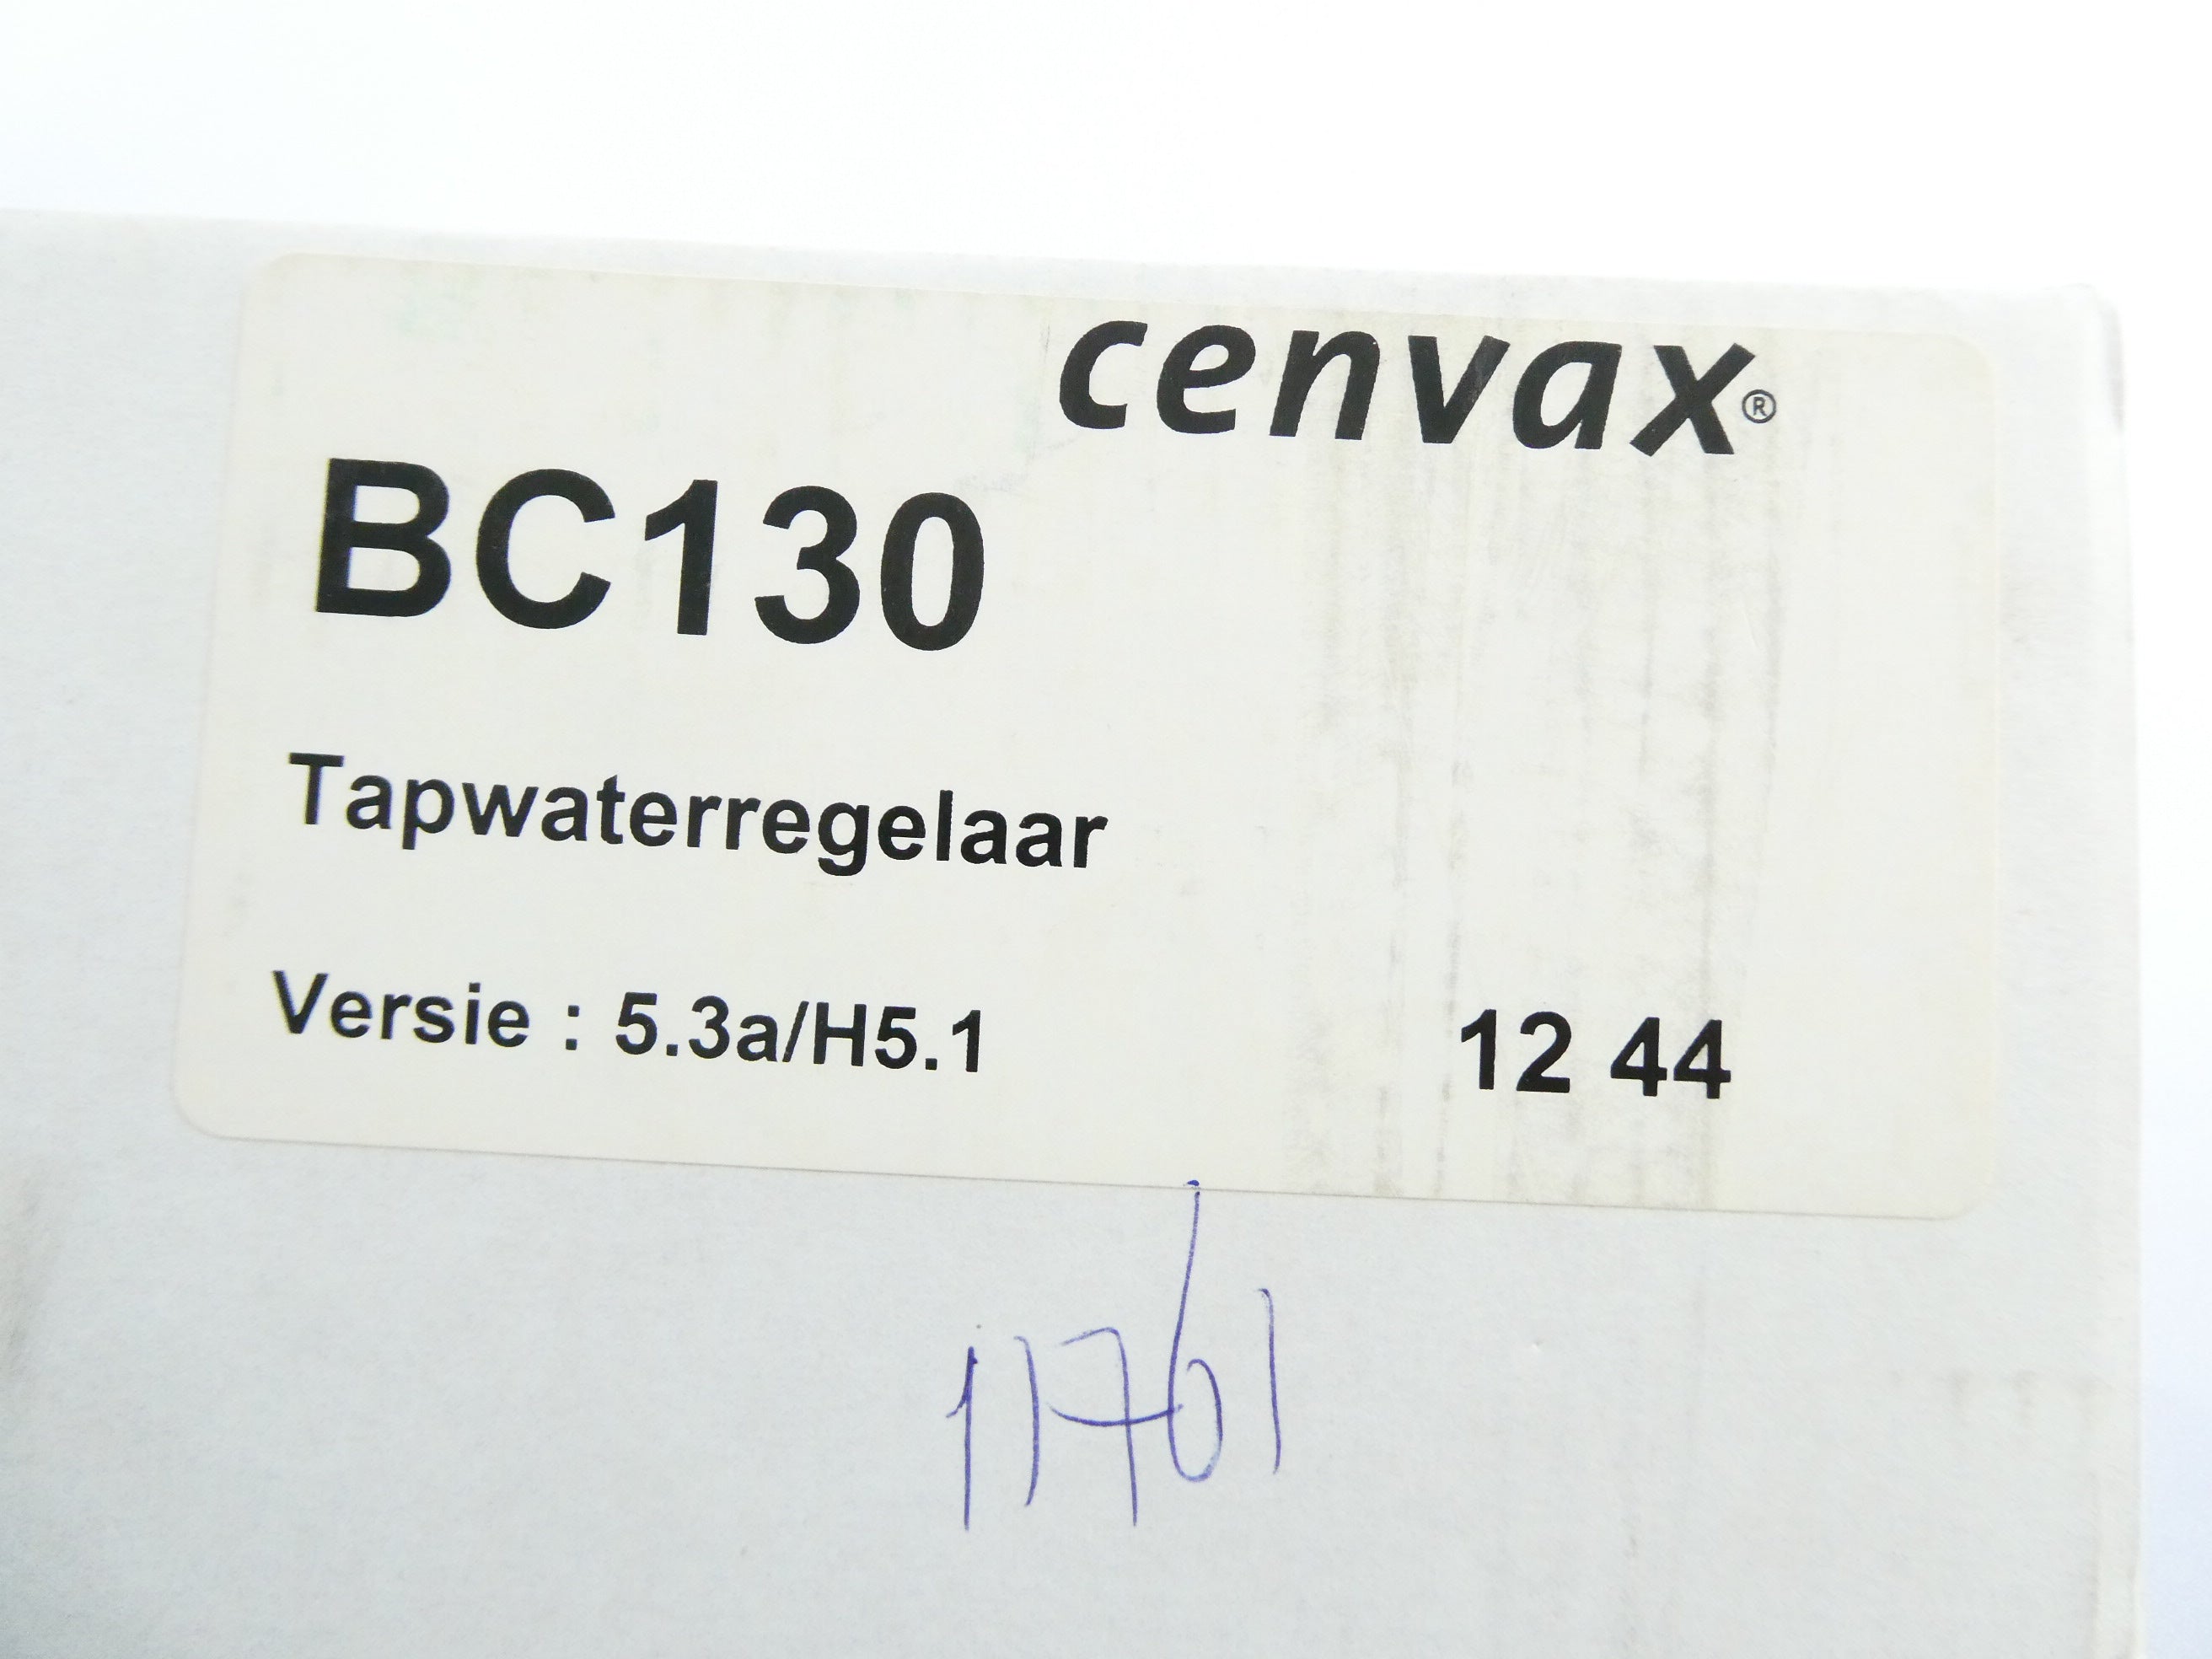 cenvax®
BC130
Tapwaterregelaar
Versie : 5.3a/H5.1 12 44
11761